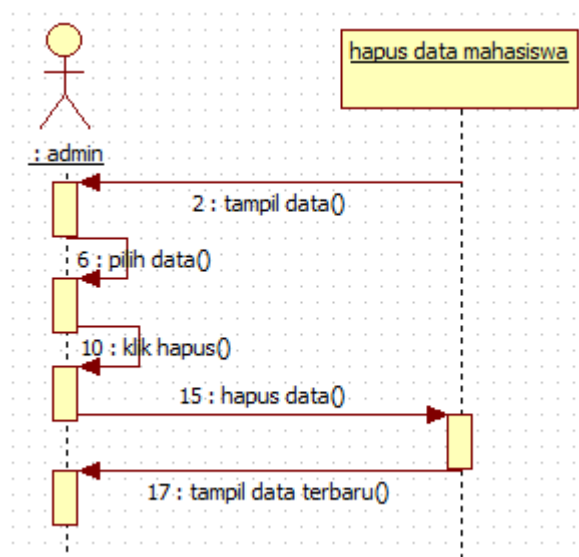 hapus data mahasiswa
: admin
2 : tampil data()
6 : pilih data()
10 : klik hapus()
15 : hapus data()
17 : tampil data terbaru()